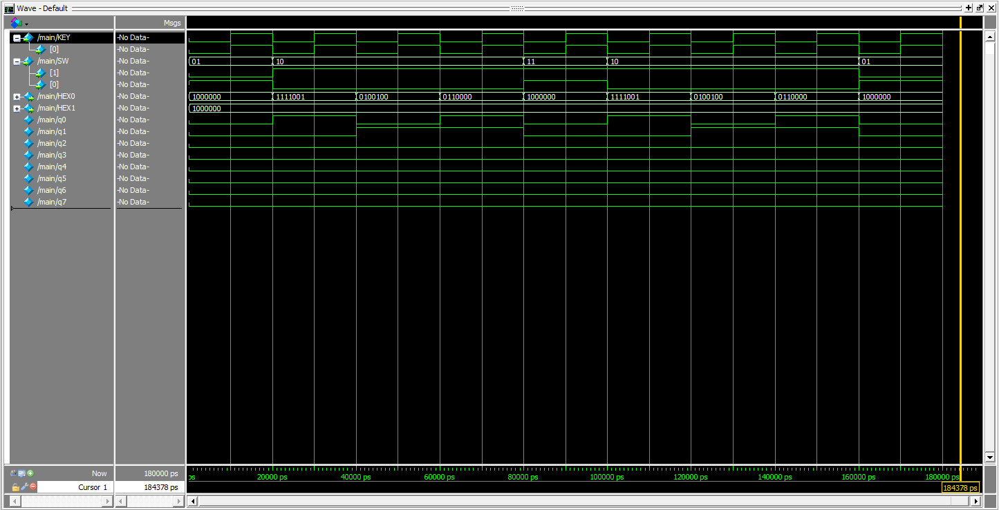 Wave - Default
Msgs
/main/KEY -No Data-
[0] -No Data-
/main/SW -No Data- 01 10 11 10 01
[1] -No Data-
[0] -No Data-
/main/HEX0 -No Data- 1000000 1111001 0100100 0110000 1000000 1111001 0100100 0110000 1000000
/main/HEX1 -No Data- 1000000
/main/q0 -No Data-
/main/q1 -No Data-
/main/q2 -No Data-
/main/q3 -No Data-
/main/q4 -No Data-
/main/q5 -No Data-
/main/q6 -No Data-
/main/q7 -No Data-
Now 180000 ps ps 20000 ps 40000 ps 60000 ps 80000 ps 100000 ps 120000 ps 140000 ps 160000 ps 180000 ps
Cursor 1 184378 ps 184378 ps